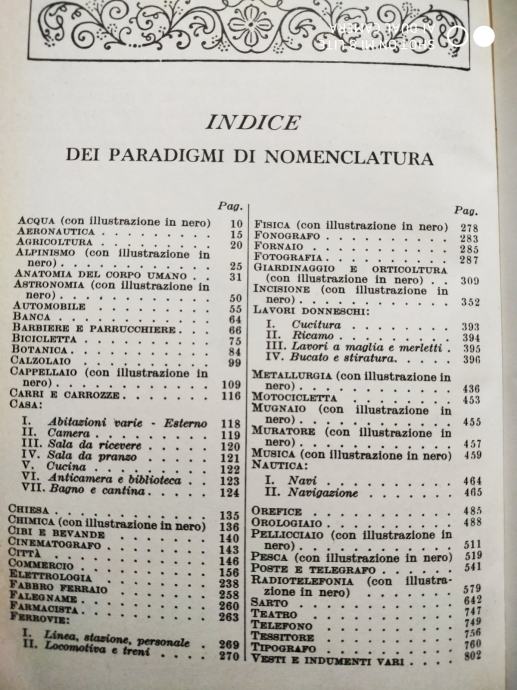 INDICE
DEI PARADIGMI DI NOMENCLATURA
Pag.
ACQUA (con illustrazione in nero) 10
AERONAUTICA . . . . . . . . . 15
AGRICOLTURA . . . . . . . . . 20
ALPINISMO (con illustrazione in
nero) . . . . . . . . . . . 25
ANATOMIA DEL CORPO UMANO . . 31
ASTRONOMIA (con illustrazione in
nero) . . . . . . . . . . . 50
AUTOMOBILE . . . . . . . . . 55
BANCA . . . . . . . . . . . 64
BARBIERE E PARRUCCHIERE . . . 66
BICICLETTA . . . . . . . . . 75
BOTANICA . . . . . . . . . . 84
CALZOLAIO . . . . . . . . . 99
CAPPELLAIO (con illustrazione in
nero) . . . . . . . . . . . 109
CARRI E CARROZZE . . . . . . 116
CASA:
I. Abitazioni varie - Esterno 118
II. Camera . . . . . . . . . 119
III. Sala da ricevere . . . . . 120
IV. Sala da pranzo . . . . . 121
V. Cucina . . . . . . . . . 122
VI. Anticamera e biblioteca . . 123
VII. Bagno e cantina . . . . . 124
CHIESA . . . . . . . . . . . 135
CHIMICA (con illustrazione in nero) 136
CIBI E BEVANDE . . . . . . . 140
CINEMATOGRAFO . . . . . . . 143
CITTÀ . . . . . . . . . . . 146
COMMERCIO . . . . . . . . . 156
ELETTROLOGIA . . . . . . . . 238
FABBRO FERRAIO . . . . . . . 258
FALEGNAME . . . . . . . . . 260
FARMACISTA . . . . . . . . . 263
FERROVIE:
I. Linea, stazione, personale . 269
II. Locomotiva e treni . . . . 270
Pag.
FISICA (con illustrazione in nero) 278
FONOGRAFO . . . . . . . . . 283
FORNAIO . . . . . . . . . . 285
FOTOGRAFIA . . . . . . . . . 287
GIARDINAGGIO E ORTICOLTURA
(con illustrazione in nero) . . 309
INCISIONE (con illustrazione in
nero) . . . . . . . . . . . 352
LAVORI DONNESCHI:
I. Cucitura . . . . . . . . 393
II. Ricamo . . . . . . . . . 394
III. Lavori a maglia e merletti . 395
IV. Bucato e stiratura . . . . 396
METALLURGIA (con illustrazione in
nero) . . . . . . . . . . . 436
MOTOCICLETTA . . . . . . . . 453
MUGNAIO (con illustrazione in
nero) . . . . . . . . . . . 455
MURATORE (con illustrazione in
nero) . . . . . . . . . . . 457
MUSICA (con illustrazione in nero) 459
NAUTICA:
I. Navi . . . . . . . . . . 464
II. Navigazione . . . . . . . 465
OREFICE . . . . . . . . . . 485
OROLOGIAIO . . . . . . . . . 488
PELLICCIAIO (con illustrazione in
nero) . . . . . . . . . . . 511
PESCA (con illustrazione in nero) 519
POSTE E TELEGRAFO . . . . . . 541
RADIOTELEFONIA (con illustra-
zione in nero) . . . . . . . 579
SARTO . . . . . . . . . . . 642
TEATRO . . . . . . . . . . . 747
TELEFONO . . . . . . . . . . 749
TESSITORE . . . . . . . . . 756
TIPOGRAFO . . . . . . . . . 760
VESTI E INDUMENTI VARI . . . . 802